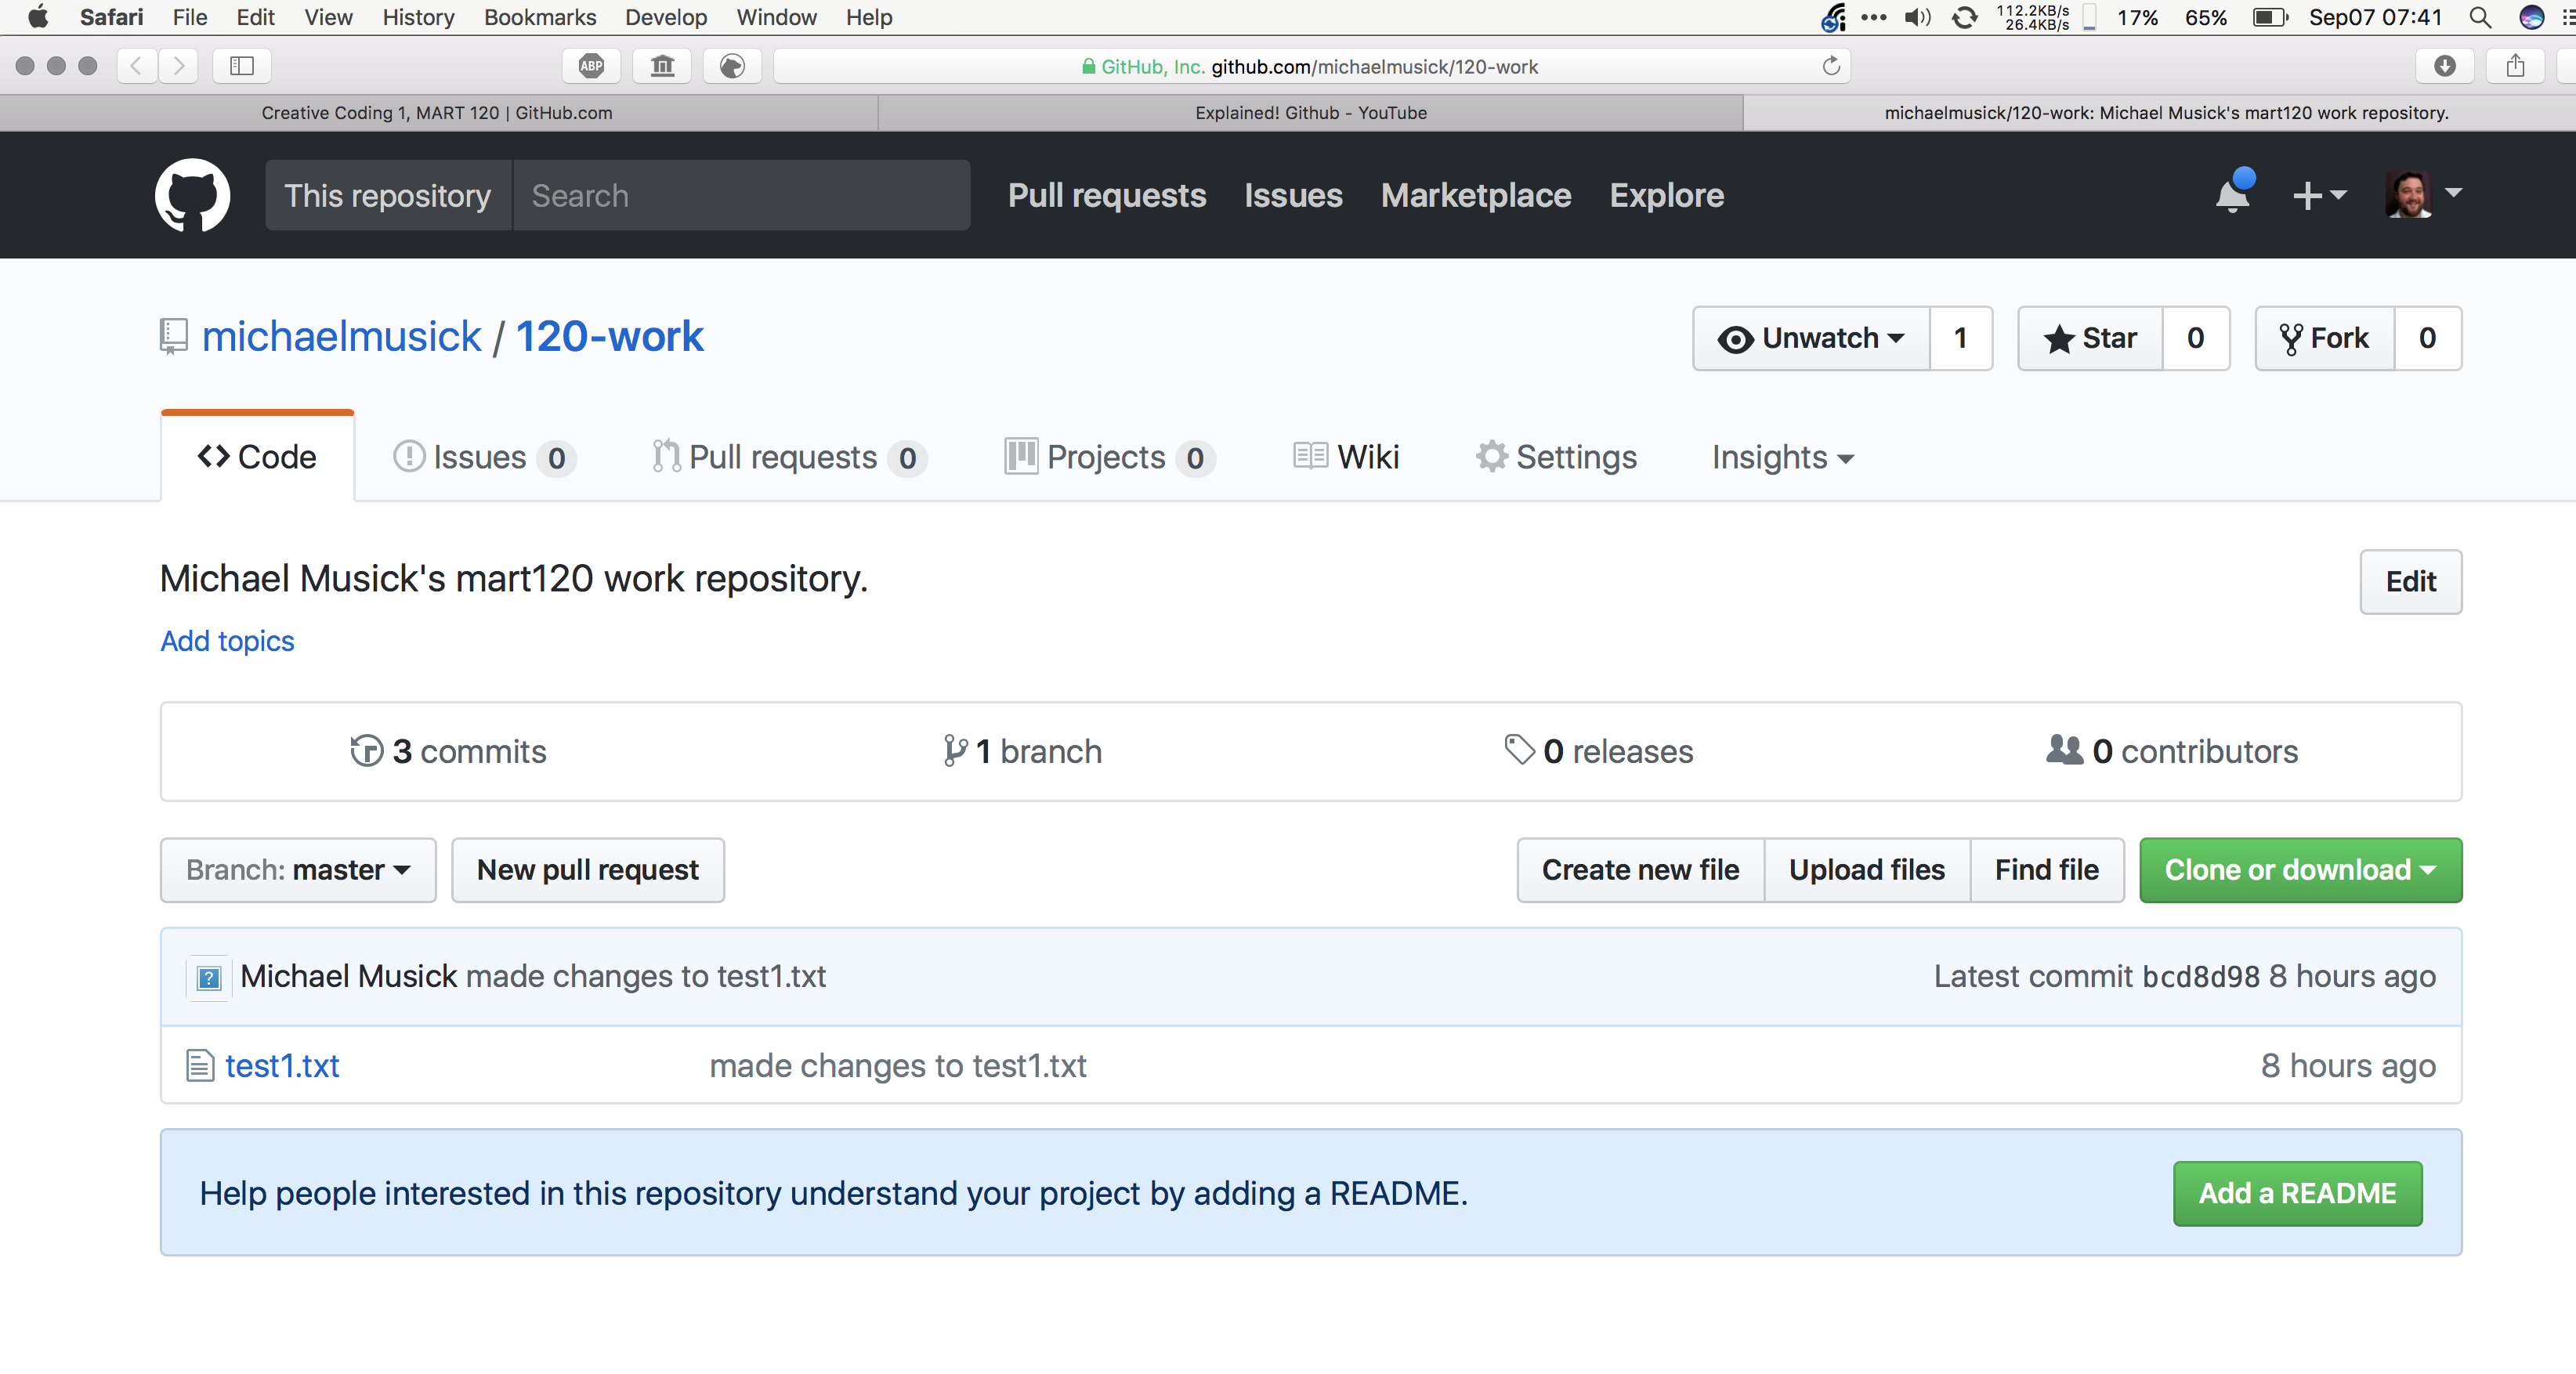 Safari File Edit View History Bookmarks Develop Window Help 112.2KB/s 26.4KB/s 17% 65% Sep07 07:41
ABP GitHub, Inc. github.com/michaelmusick/120-work
Creative Coding 1, MART 120 | GitHub.com Explained! Github - YouTube michaelmusick/120-work: Michael Musick's mart120 work repository.
This repository Search Pull requests Issues Marketplace Explore
michaelmusick / 120-work Unwatch 1 Star 0 Fork 0
Code Issues 0 Pull requests 0 Projects 0 Wiki Settings Insights
Michael Musick's mart120 work repository. Edit
Add topics
3 commits 1 branch 0 releases 0 contributors
Branch: master New pull request Create new file Upload files Find file Clone or download
Michael Musick made changes to test1.txt Latest commit bcd8d98 8 hours ago
test1.txt made changes to test1.txt 8 hours ago
Help people interested in this repository understand your project by adding a README. Add a README